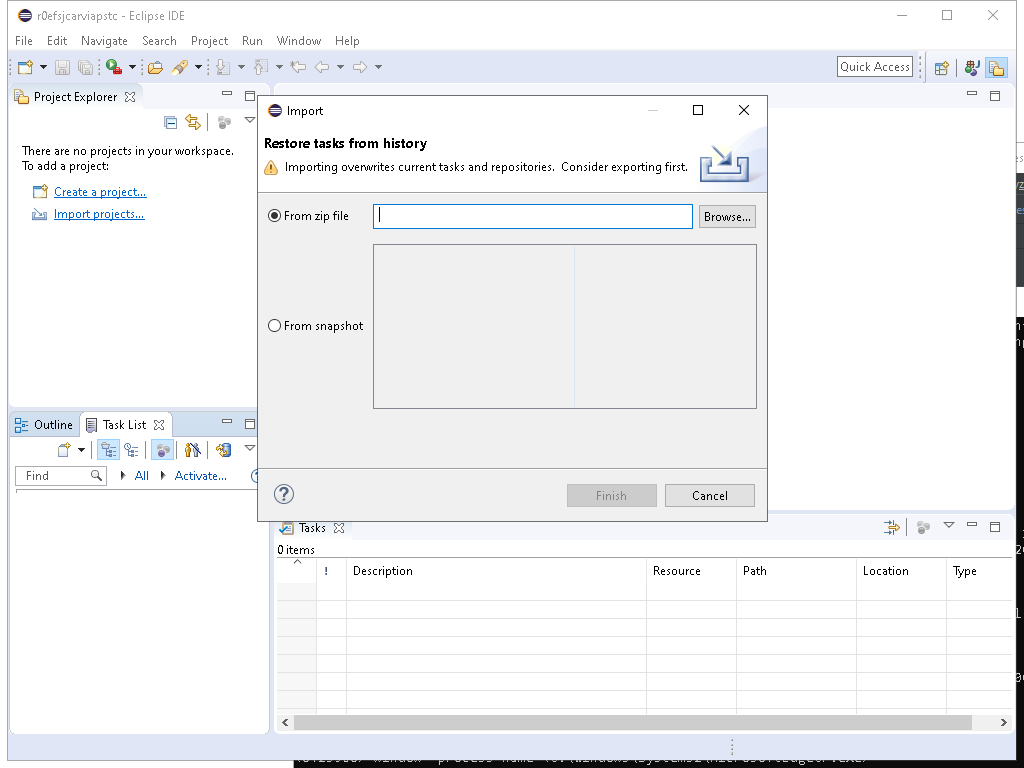 r0efsjcarviapstc - Eclipse IDE
File Edit Navigate Search Project Run Window Help
Quick Access
Project Explorer
There are no projects in your workspace.
To add a project:
Create a project...
Import projects...
Import
Restore tasks from history
Importing overwrites current tasks and repositories. Consider exporting first.
From zip file
Browse...
From snapshot
Finish
Cancel
Outline
Task List
Find
All
Activate...
Tasks
0 items
! Description Resource Path Location Type